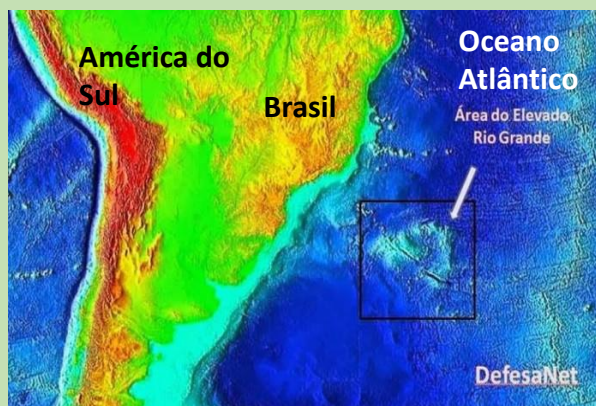 América do
Sul
Brasil
Oceano
Atlântico
Área do Elevado
Rio Grande
DefesaNet